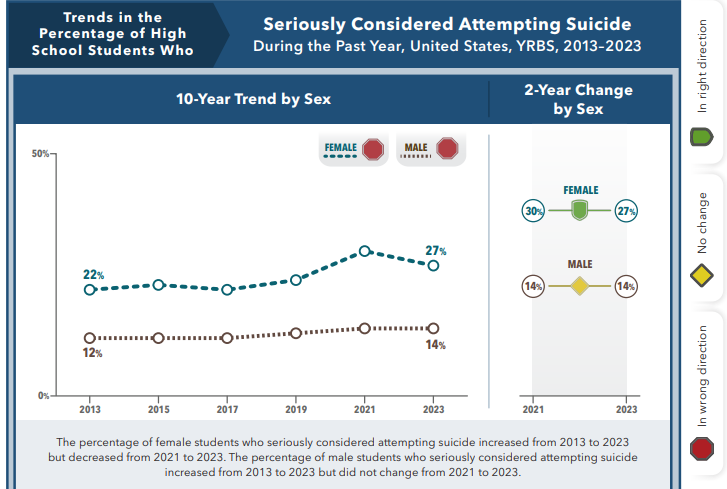 Trends in the
Percentage of High
School Students Who
Seriously Considered Attempting Suicide
During the Past Year, United States, YRBS, 2013–2023
10-Year Trend by Sex
2-Year Change
by Sex
50%
FEMALE
MALE
22%
27%
12%
14%
0%
2013
2015
2017
2019
2021
2023
FEMALE
30%
27%
MALE
14%
14%
2021
2023
The percentage of female students who seriously considered attempting suicide increased from 2013 to 2023
but decreased from 2021 to 2023. The percentage of male students who seriously considered attempting suicide
increased from 2013 to 2023 but did not change from 2021 to 2023.
In right direction
No change
In wrong direction